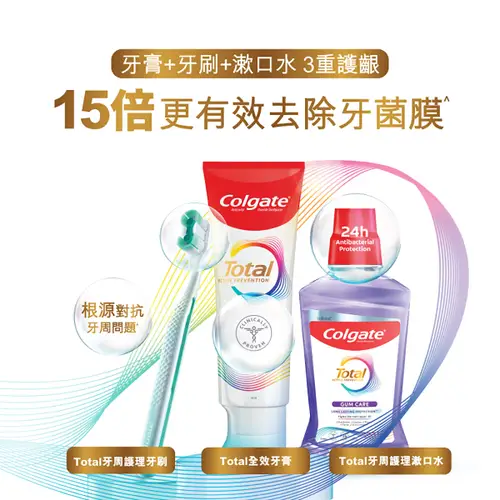 牙膏+牙刷+漱口水 3重護齦
15倍更有效去除牙菌膜^
Colgate
Total
CLINICALLY
PROVEN
24h
Antibacterial
Protection
Colgate
Total
GUM CARE
根源對抗
牙周問題
Total牙周護理牙刷
Total全效牙膏
Total牙周護理漱口水